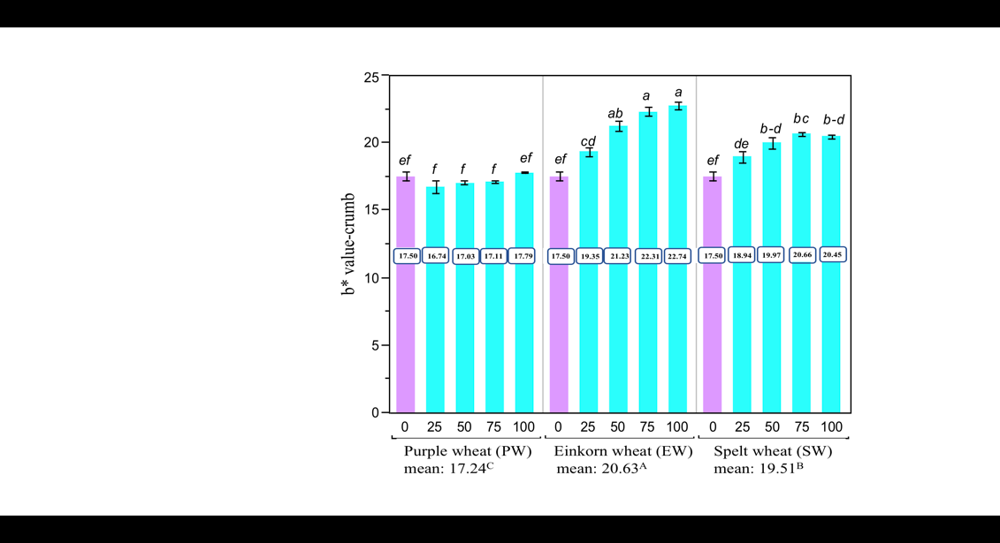 b* value-crumb
25
20
15
10
5
0
ef f f f ef
ef cd ab a a
ef de b-d bc b-d
17.50 16.74 17.03 17.11 17.79
17.50 19.35 21.23 22.31 22.74
17.50 18.94 19.97 20.66 20.45
0 25 50 75 100
0 25 50 75 100
0 25 50 75 100
Purple wheat (PW)
mean: 17.24ᶜ
Einkorn wheat (EW)
mean: 20.63ᴬ
Spelt wheat (SW)
mean: 19.51ᴮ